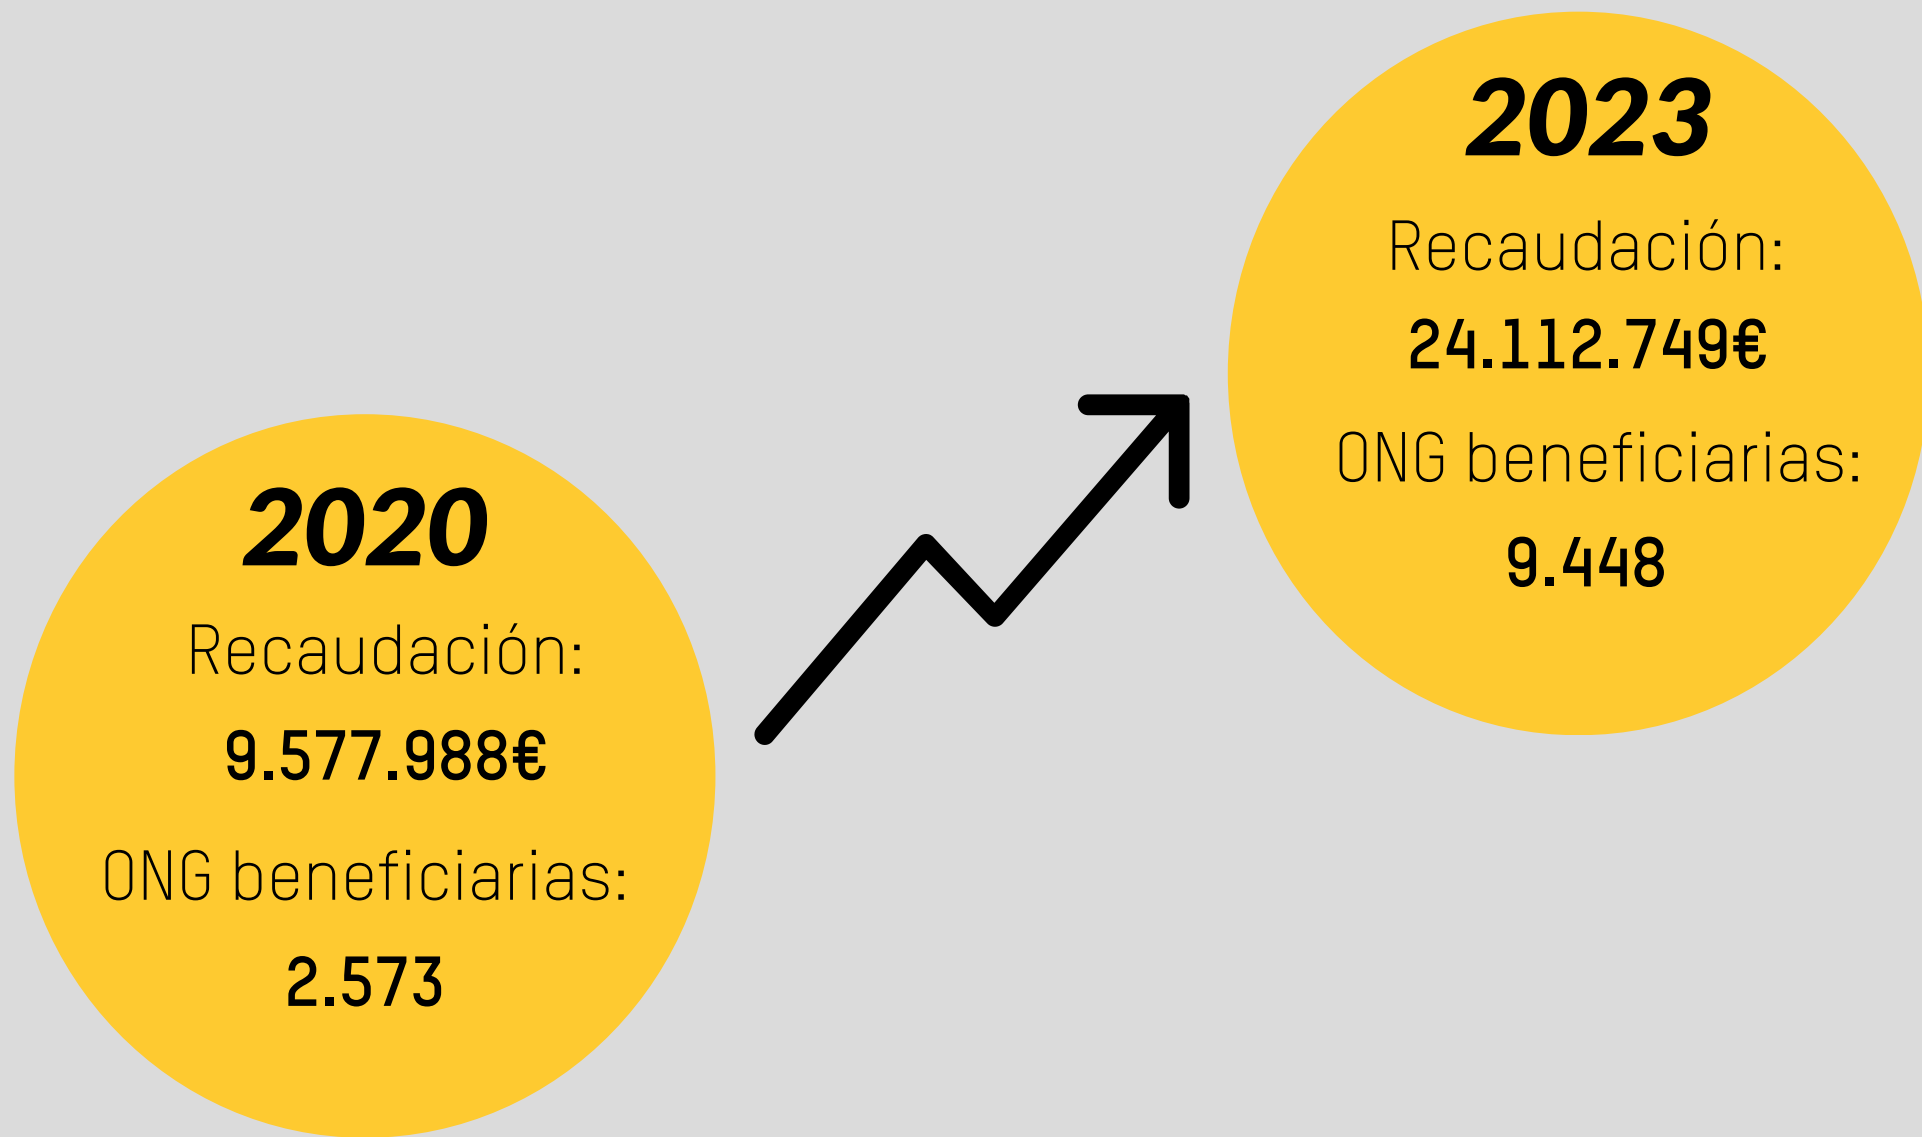 2020
Recaudación:
9.577.988€
ONG beneficiarias:
2.573
2023
Recaudación:
24.112.749€
ONG beneficiarias:
9.448